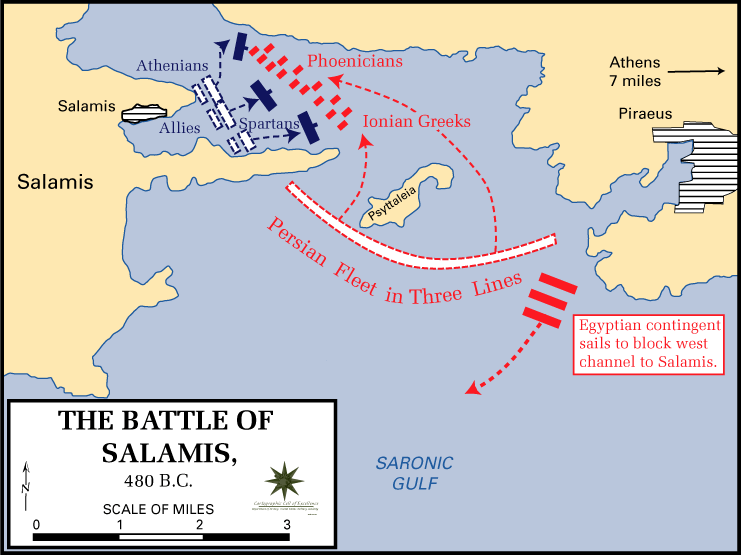 Athenians
Phoenicians
Athens
7 miles
Salamis
Piraeus
Allies
Spartans
Ionian Greeks
Salamis
Psyttaleia
Persian Fleet in Three Lines
Egyptian contingent
sails to block west
channel to Salamis.
THE BATTLE OF
SALAMIS,
480 B.C.
SARONIC
GULF
N
Cartographic Cell of Excellence
SCALE OF MILES
0 1 2 3